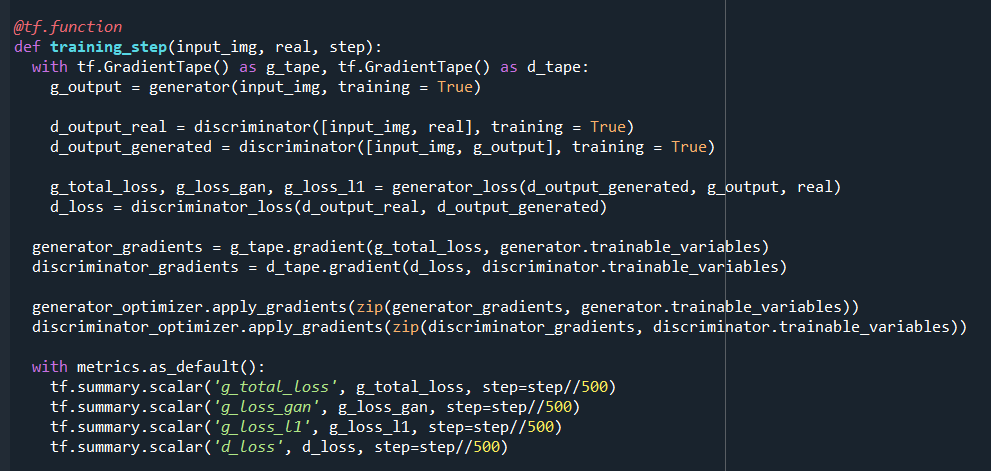 @tf.function
def training_step(input_img, real, step):
  with tf.GradientTape() as g_tape, tf.GradientTape() as d_tape:
    g_output = generator(input_img, training = True)

    d_output_real = discriminator([input_img, real], training = True)
    d_output_generated = discriminator([input_img, g_output], training = True)

    g_total_loss, g_loss_gan, g_loss_l1 = generator_loss(d_output_generated, g_output, real)
    d_loss = discriminator_loss(d_output_real, d_output_generated)

  generator_gradients = g_tape.gradient(g_total_loss, generator.trainable_variables)
  discriminator_gradients = d_tape.gradient(d_loss, discriminator.trainable_variables)

  generator_optimizer.apply_gradients(zip(generator_gradients, generator.trainable_variables))
  discriminator_optimizer.apply_gradients(zip(discriminator_gradients, discriminator.trainable_variables))

  with metrics.as_default():
    tf.summary.scalar('g_total_loss', g_total_loss, step=step//500)
    tf.summary.scalar('g_loss_gan', g_loss_gan, step=step//500)
    tf.summary.scalar('g_loss_l1', g_loss_l1, step=step//500)
    tf.summary.scalar('d_loss', d_loss, step=step//500)